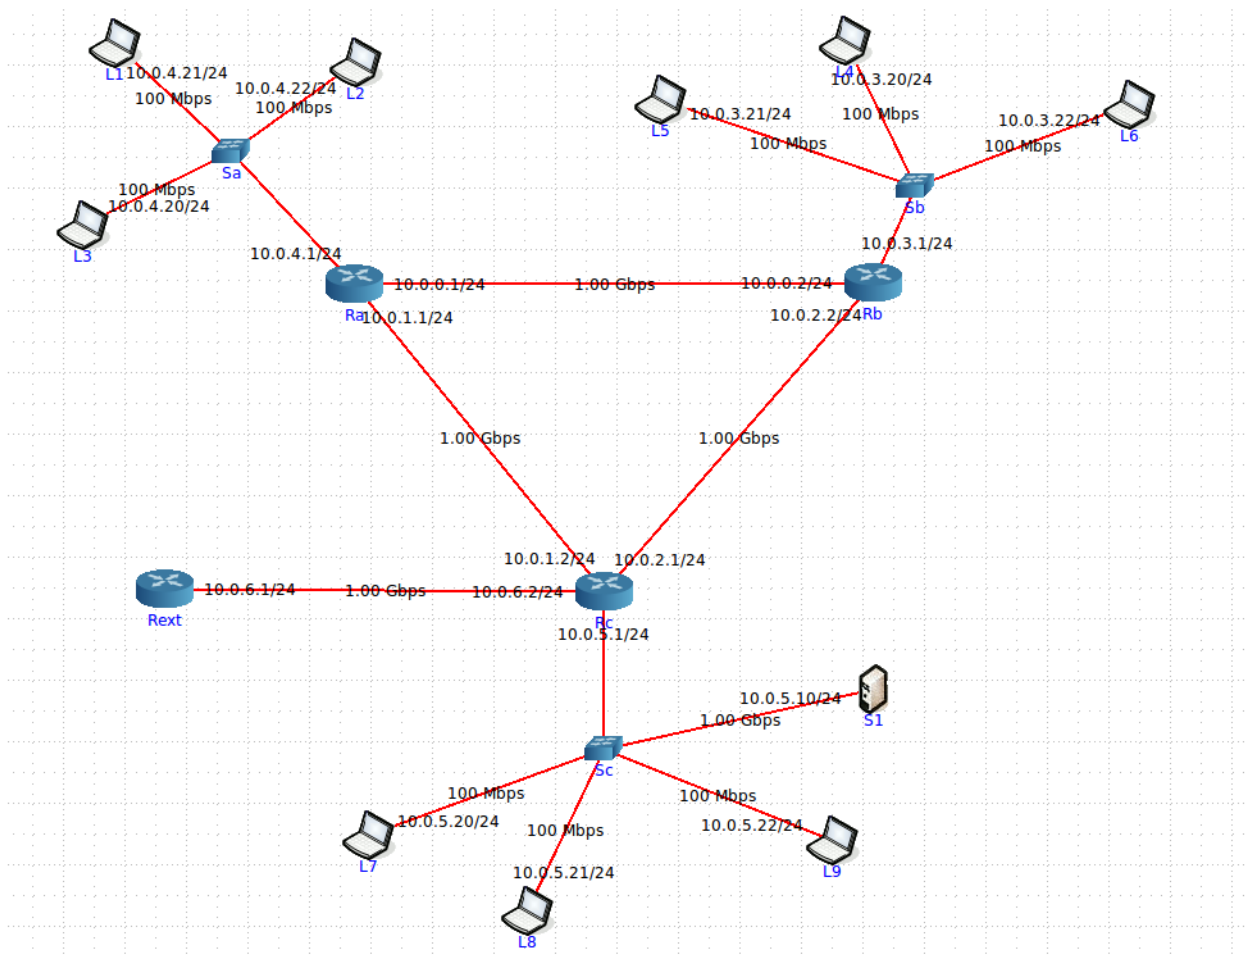 L4
10.0.3.20/24
L1
10.0.4.21/24
10.0.4.22/24
L2
100 Mbps
100 Mbps
10.0.3.21/24
L5
100 Mbps
10.0.3.22/24
L6
100 Mbps
100 Mbps
Sa
100 Mbps
10.0.4.20/24
L3
Sb
10.0.3.1/24
10.0.4.1/24
10.0.0.1/24
1.00 Gbps
10.0.0.2/24
Ra
10.0.1.1/24
10.0.2.2/24
Rb
1.00 Gbps
1.00 Gbps
10.0.1.2/24
10.0.2.1/24
10.0.6.1/24
1.00 Gbps
10.0.6.2/24
Rext
Rc
10.0.5.1/24
10.0.5.10/24
1.00 Gbps
S1
Sc
100 Mbps
100 Mbps
10.0.5.20/24
100 Mbps
10.0.5.22/24
L7
L9
10.0.5.21/24
L8